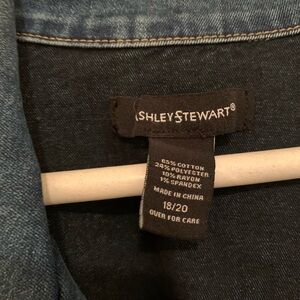 ASHLEY STEWART®
65% COTTON
24% POLYESTER
10% RAYON
1% SPANDEX
MADE IN CHINA
18/20
OVER FOR CARE